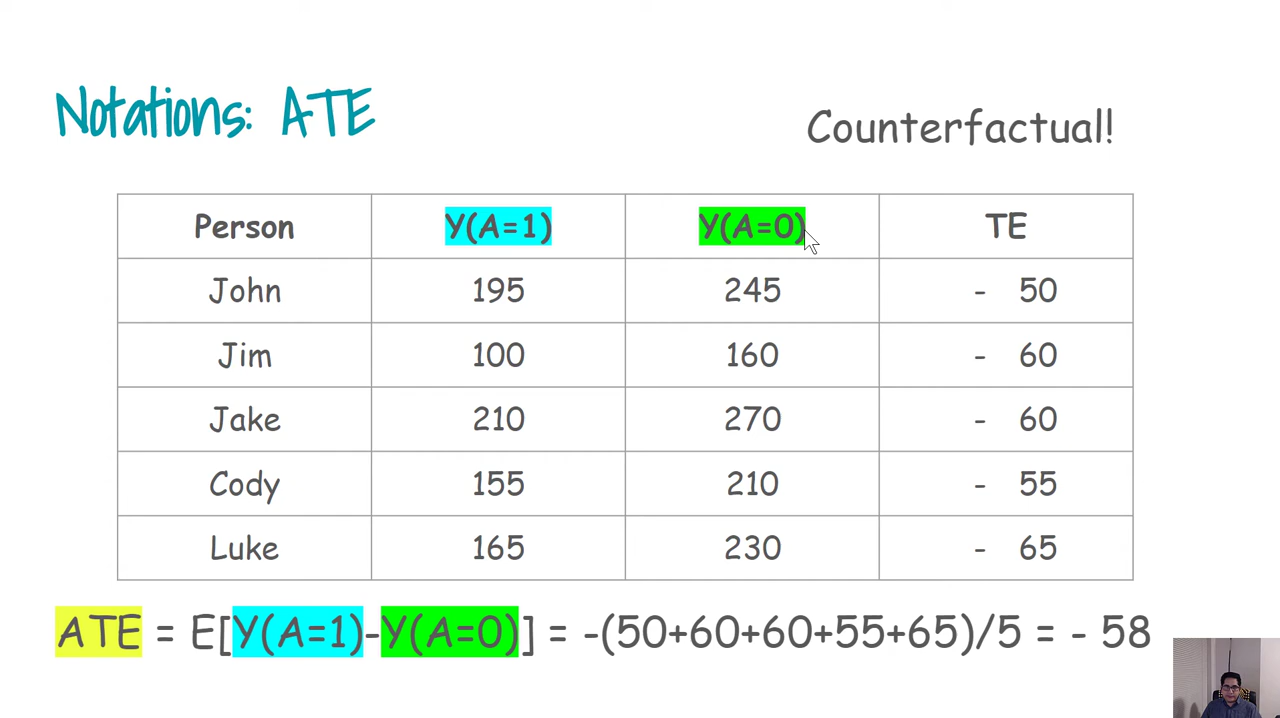 Notations: ATE
Counterfactual!
Person Y(A=1) Y(A=0) TE
John 195 245 - 50
Jim 100 160 - 60
Jake 210 270 - 60
Cody 155 210 - 55
Luke 165 230 - 65
ATE = E[Y(A=1)-Y(A=0)] = -(50+60+60+55+65)/5 = - 58